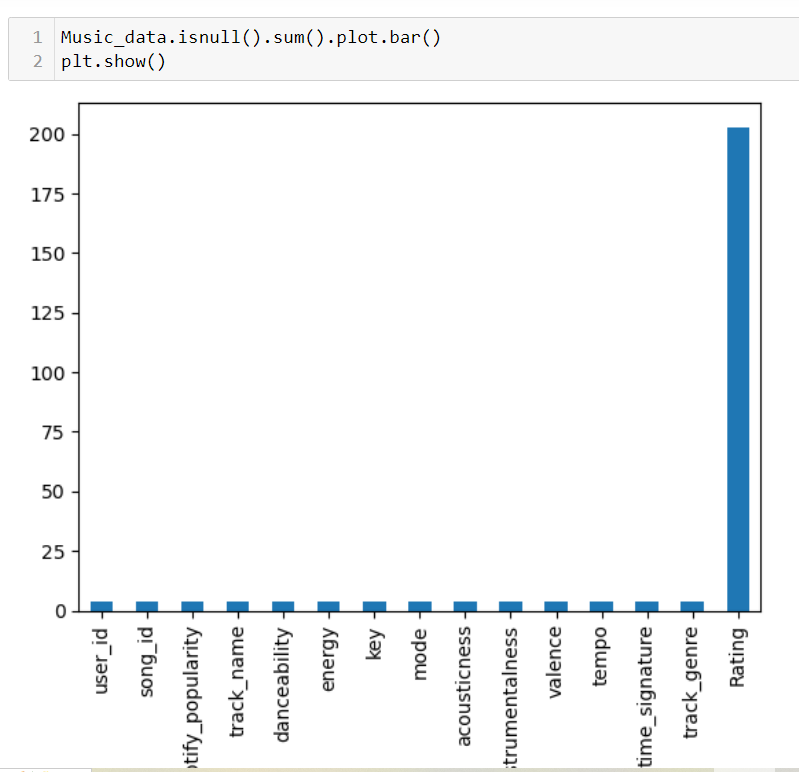 1 Music_data.isnull().sum().plot.bar()
2 plt.show()
200
175
150
125
100
75
50
25
0
user_id
song_id
otify_popularity
track_name
danceability
energy
key
mode
acousticness
strumentalness
valence
tempo
time_signature
track_genre
Rating